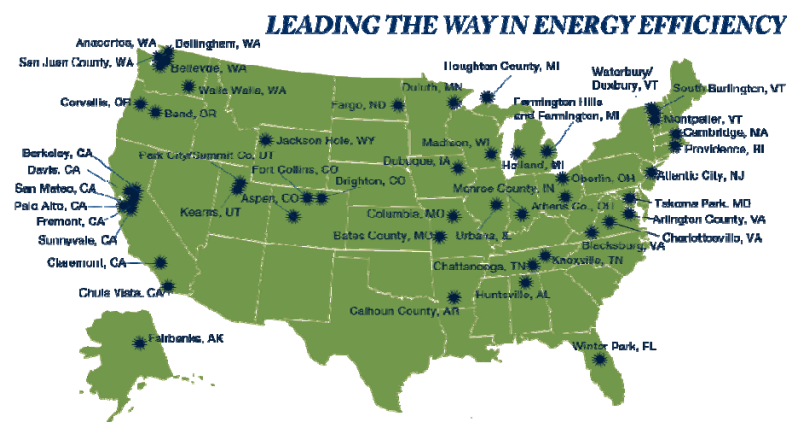 LEADING THE WAY IN ENERGY EFFICIENCY
Anacortes, WA
Bellingham, WA
San Juan County, WA
Bellevue, WA
Walla Walla, WA
Corvallis, OR
Bend, OR
Houghton County, MI
Duluth, MN
Fargo, ND
Waterbury/
Duxbury, VT
South Burlington, VT
Farmington Hills
and Farmington, MI
Montpelier, VT
Cambridge, MA
Providence, RI
Jackson Hole, WY
Madison, WI
Holland, MI
Berkeley, CA
Park City/Summit Co, UT
Fort Collins, CO
Dubuque, IA
Oberlin, OH
Atlantic City, NJ
Davis, CA
Brighton, CO
Monroe County, IN
San Mateo, CA
Aspen, CO
Athens Co., OH
Takoma Park, MD
Palo Alto, CA
Kearns, UT
Columbia, MO
Arlington County, VA
Fremont, CA
Bates County, MO
Urbana, IL
Charlottesville, VA
Sunnyvale, CA
Blacksburg, VA
Claremont, CA
Chattanooga, TN
Knoxville, TN
Chula Vista, CA
Huntsville, AL
Calhoun County, AR
Fairbanks, AK
Winter Park, FL